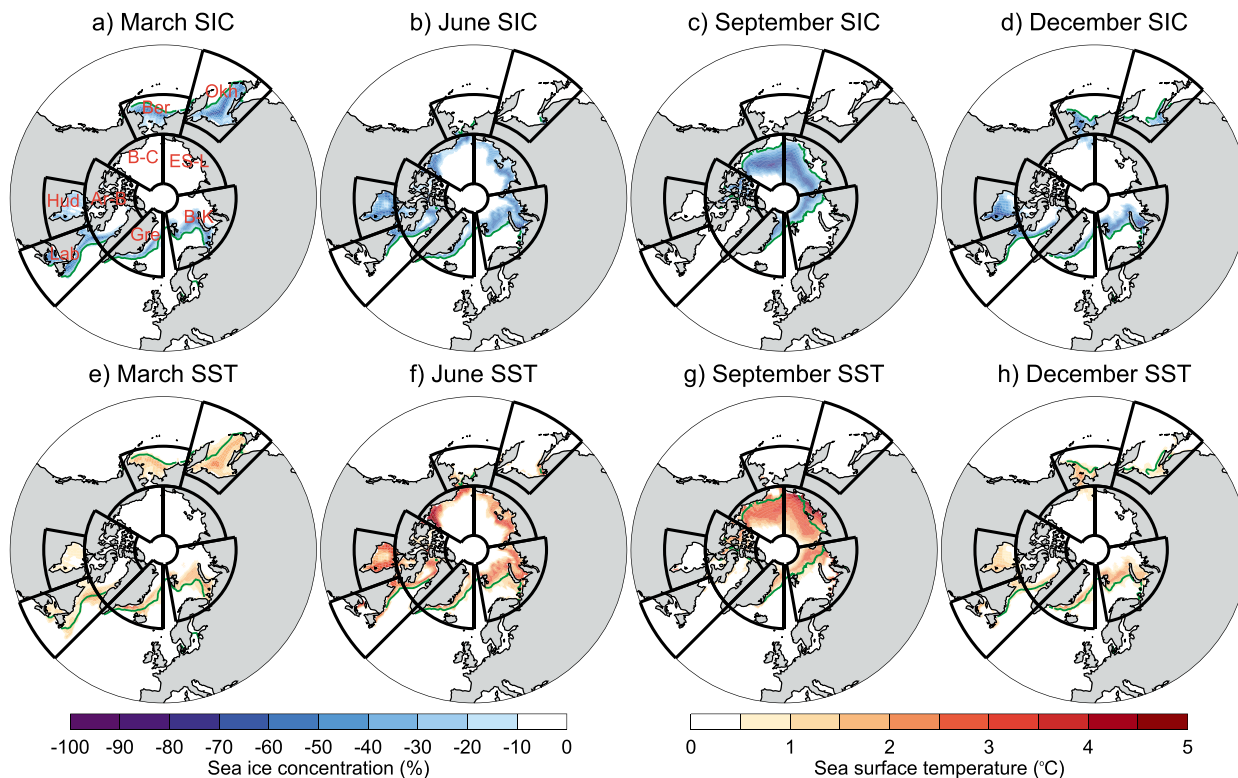 a) March SIC
b) June SIC
c) September SIC
d) December SIC
Okh
Ber
B-C
ES-L
Hud
Ar-B
B-K
Gre
Lab
e) March SST
f) June SST
g) September SST
h) December SST
-100 -90 -80 -70 -60 -50 -40 -30 -20 -10 0
Sea ice concentration (%)
0 1 2 3 4 5
Sea surface temperature (°C)